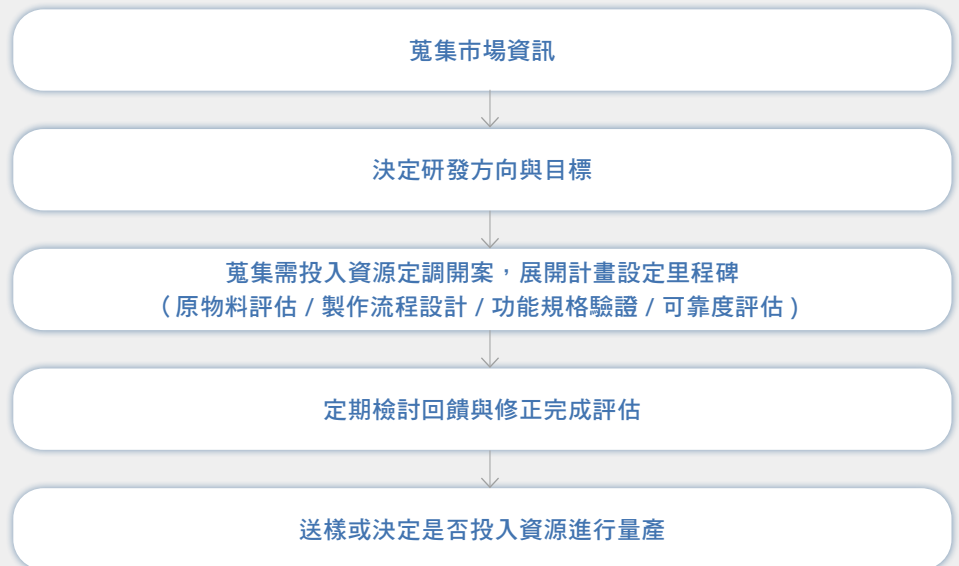 蒐集市場資訊
決定研發方向與目標
蒐集需投入資源定調開案，展開計畫設定里程碑
（原物料評估 / 製作流程設計 / 功能規格驗證 / 可靠度評估 )
定期檢討回饋與修正完成評估
送樣或決定是否投入資源進行量產